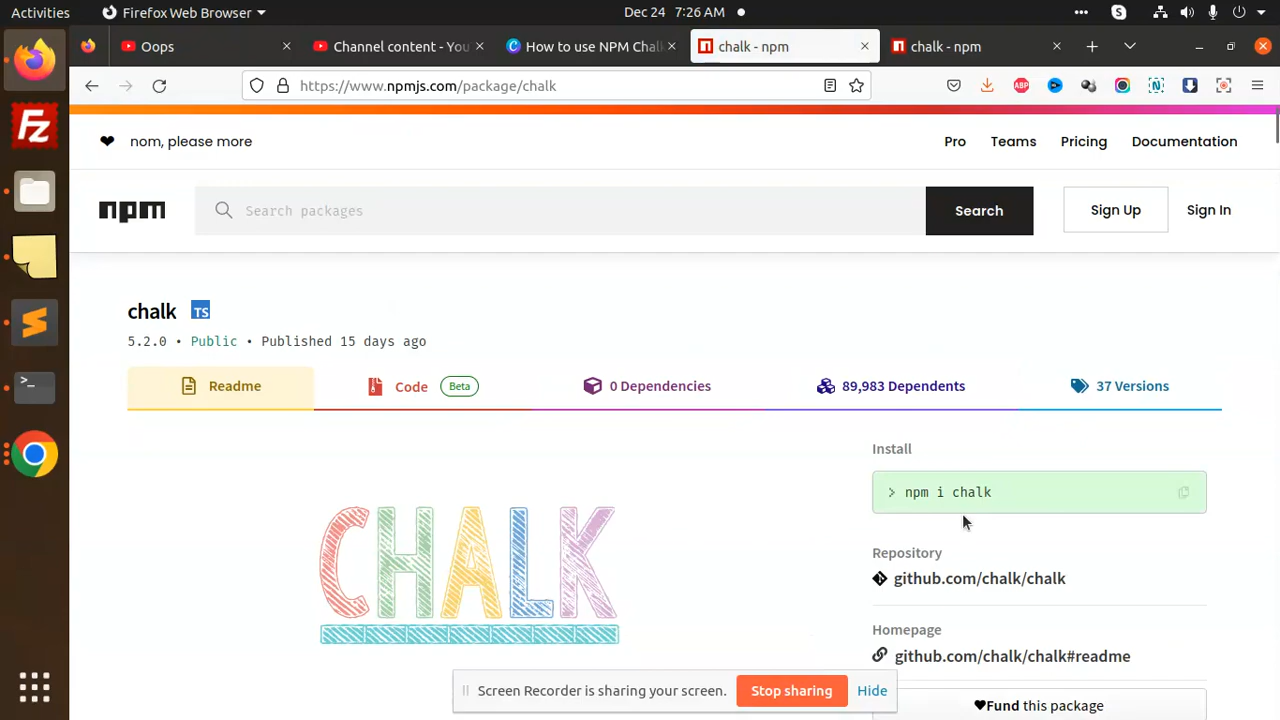 Activities
Firefox Web Browser
Dec 24 7:26 AM
Oops
Channel content - You
How to use NPM Chal
chalk - npm
chalk - npm
https://www.npmjs.com/package/chalk
ABP
N
Fz
nom, please more
Pro
Teams
Pricing
Documentation
npm
Search packages
Search
Sign Up
Sign In
chalk TS
5.2.0 • Public • Published 15 days ago
Readme
Code Beta
0 Dependencies
89,983 Dependents
37 Versions
Install
> npm i chalk
CHALK
Repository
github.com/chalk/chalk
Homepage
github.com/chalk/chalk#readme
Screen Recorder is sharing your screen.
Stop sharing
Hide
Fund this package